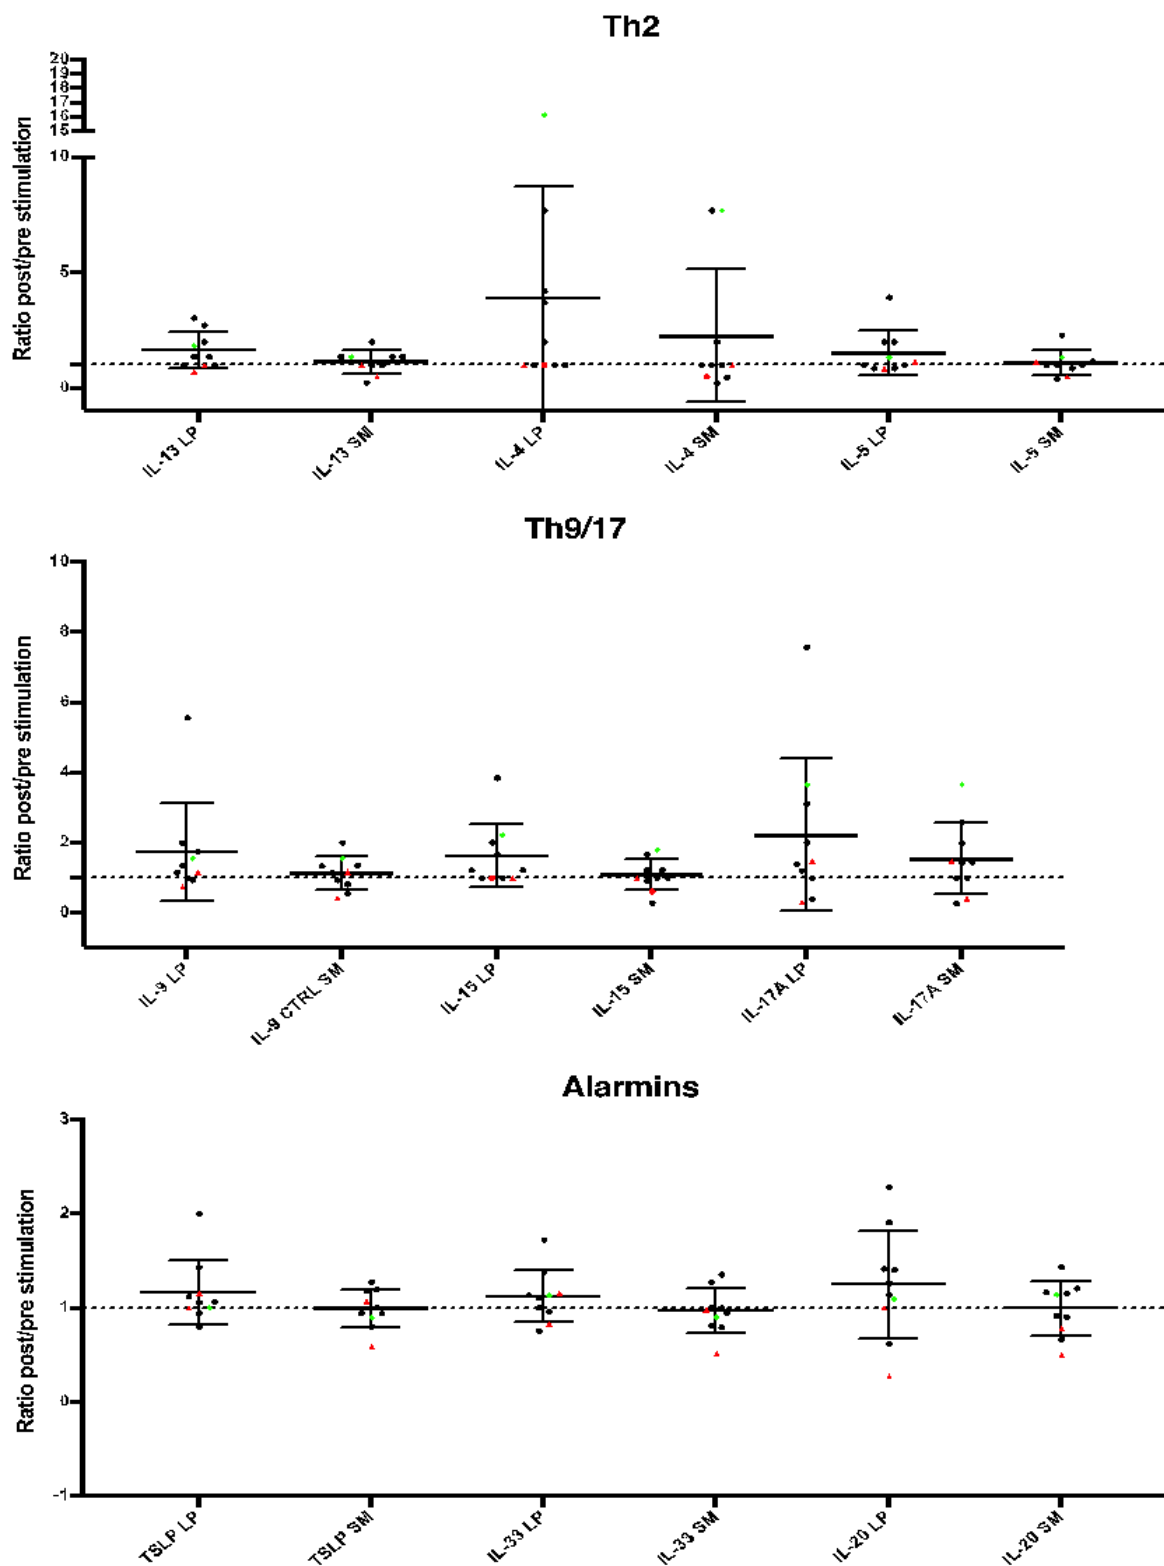 Th2
Ratio post/pre stimulation
20
19
18
17
16
15
10
5
0
IL-13 LP
IL-13 SM
IL-4 LP
IL-4 SM
IL-5 LP
IL-5 SM
Th9/17
Ratio post/pre stimulation
10
8
6
4
2
0
IL-9 LP
IL-9 CTRL SM
IL-15 LP
IL-15 SM
IL-17A LP
IL-17A SM
Alarmins
Ratio post/pre stimulation
3
2
1
0
-1
TSLP LP
TSLP SM
IL-33 LP
IL-33 SM
IL-20 LP
IL-20 SM